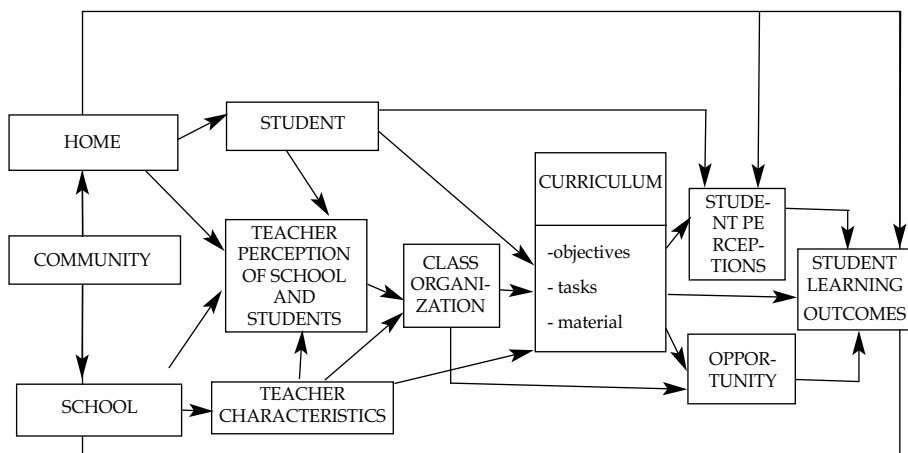 HOME
STUDENT
COMMUNITY
TEACHER
PERCEPTION
OF SCHOOL
AND
STUDENTS
CLASS
ORGANI-
ZATION
CURRICULUM
-objectives
- tasks
- material
STUDE-
NT PE
RCEP-
TIONS
STUDENT
LEARNING
OUTCOMES
OPPOR-
TUNITY
SCHOOL
TEACHER
CHARACTERISTICS